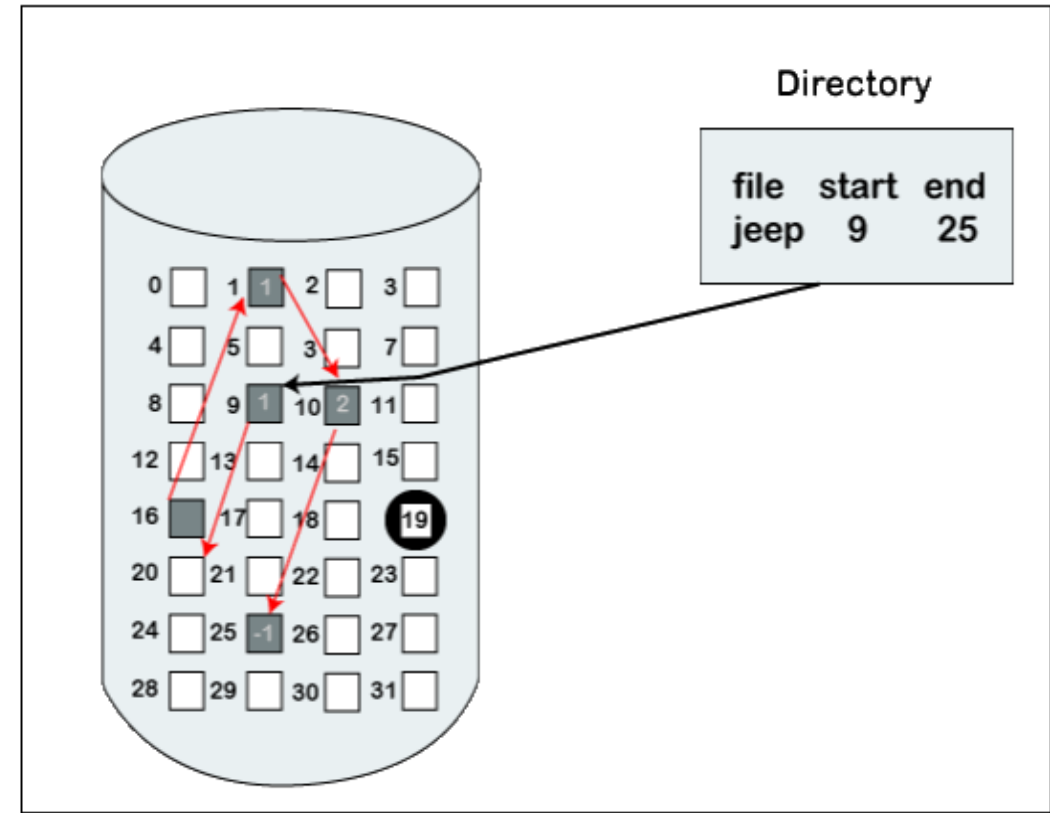 Directory
file start end
jeep 9 25
0 1 1 2 3
4 5 3 7
8 9 1 10 2 11
12 13 14 15
16 17 18 19
20 21 22 23
24 25 -1 26 27
28 29 30 31